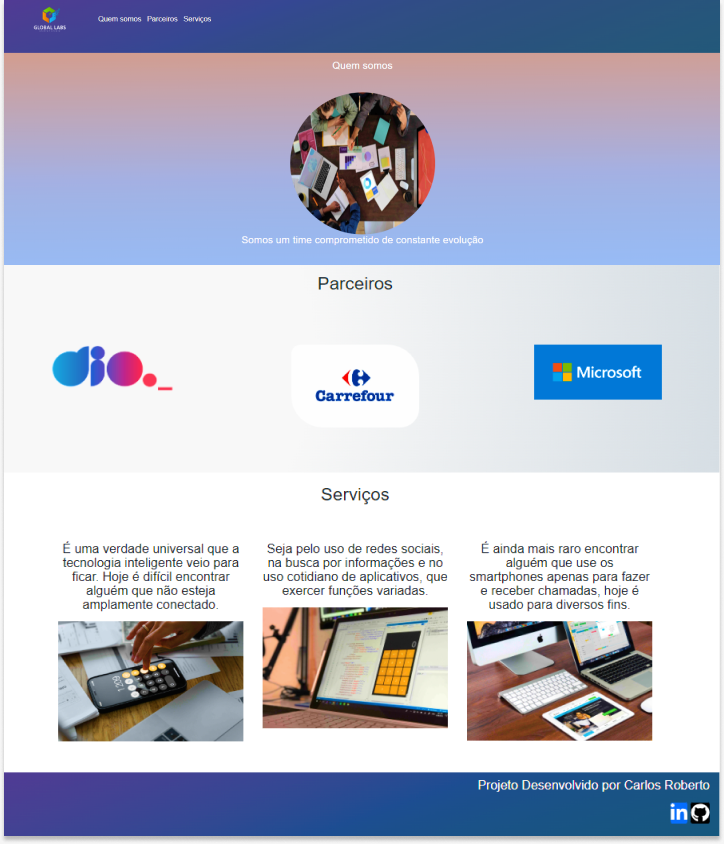 GLOBAL LABS
Quem somos Parceiros Serviços
Quem somos
Somos um time comprometido de constante evolução
Parceiros
dio._
Carrefour
Microsoft
Serviços
É uma verdade universal que a
tecnologia inteligente veio para
ficar. Hoje é difícil encontrar
alguém que não esteja
amplamente conectado.
Seja pelo uso de redes sociais,
na busca por informações e no
uso cotidiano de aplicativos, que
exercer funções variadas.
É ainda mais raro encontrar
alguém que use os
smartphones apenas para fazer
e receber chamadas, hoje é
usado para diversos fins.
Projeto Desenvolvido por Carlos Roberto
in